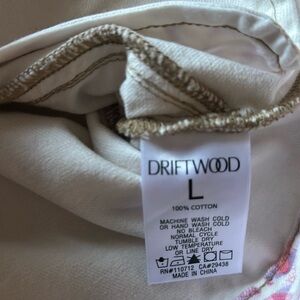 DRIFTWOOD
L
100% COTTON
MACHINE WASH COLD
OR HAND WASH COLD
NO BLEACH
NORMAL CYCLE
TUMBLE DRY
LOW TEMPERATURE
OR LINE DRY
RN#110712 CA#29438
MADE IN CHINA